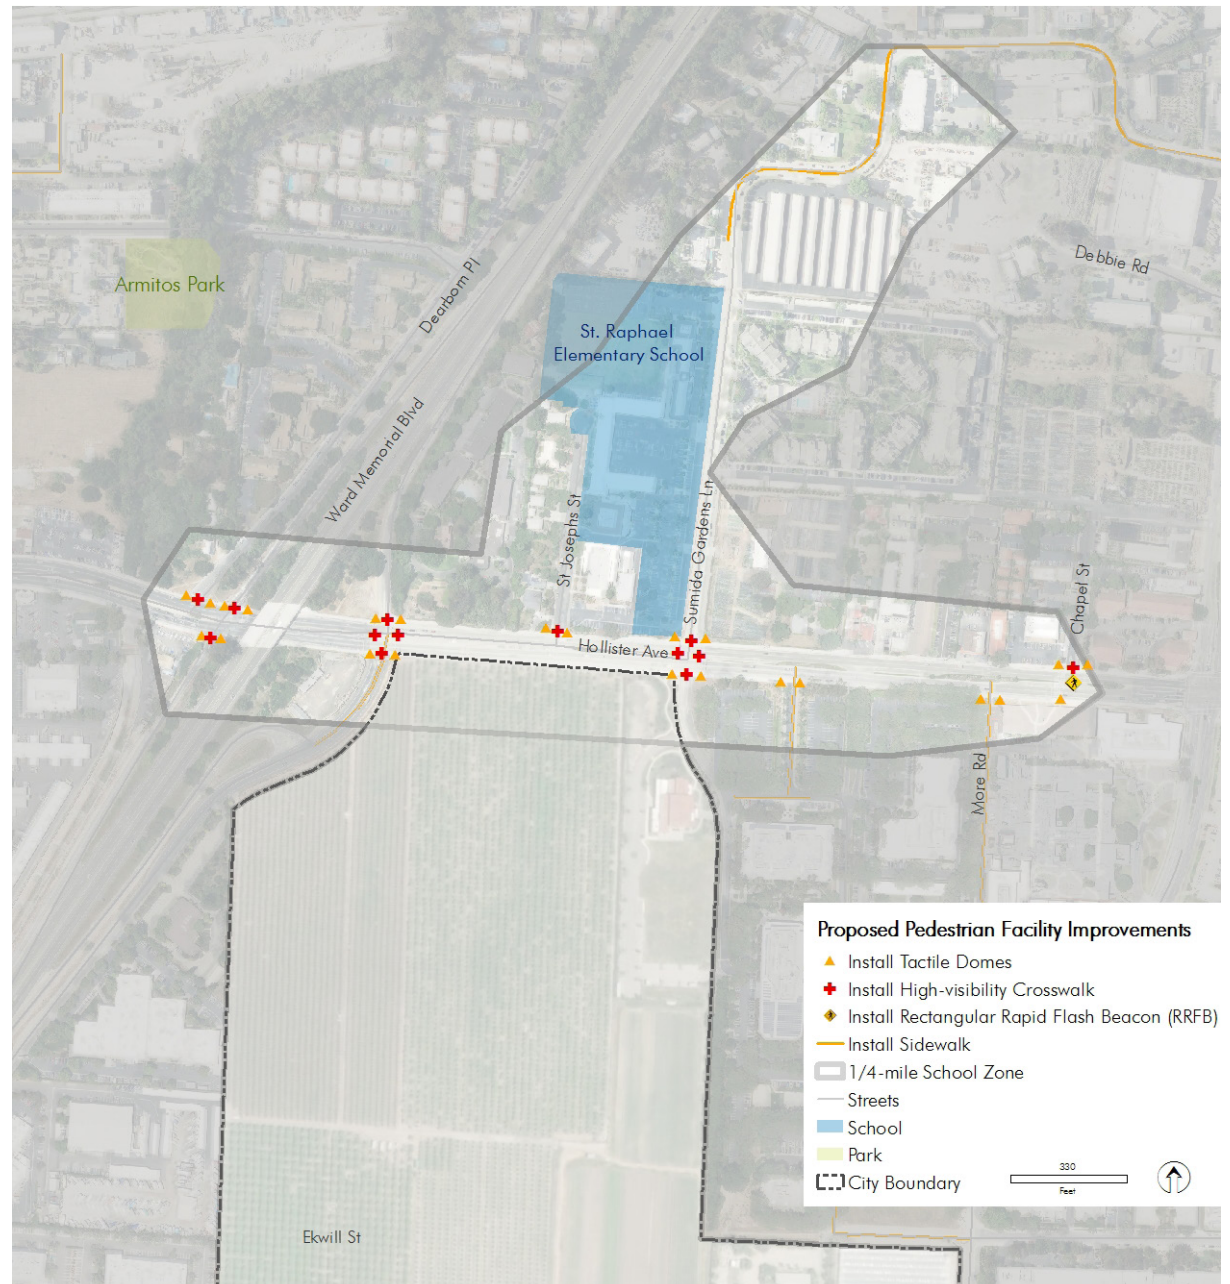 Armitos Park
Dearborn Pl
Debbie Rd
St. Raphael
Elementary School
Ward Memorial Blvd
St Josephs St
Sumida Gardens Ln
Chapel St
Hollister Ave
More Rd
Proposed Pedestrian Facility Improvements
Install Tactile Domes
Install High-visibility Crosswalk
Install Rectangular Rapid Flash Beacon (RRFB)
Install Sidewalk
1/4-mile School Zone
Streets
School
Park
City Boundary
330
Feet
Ekwill St